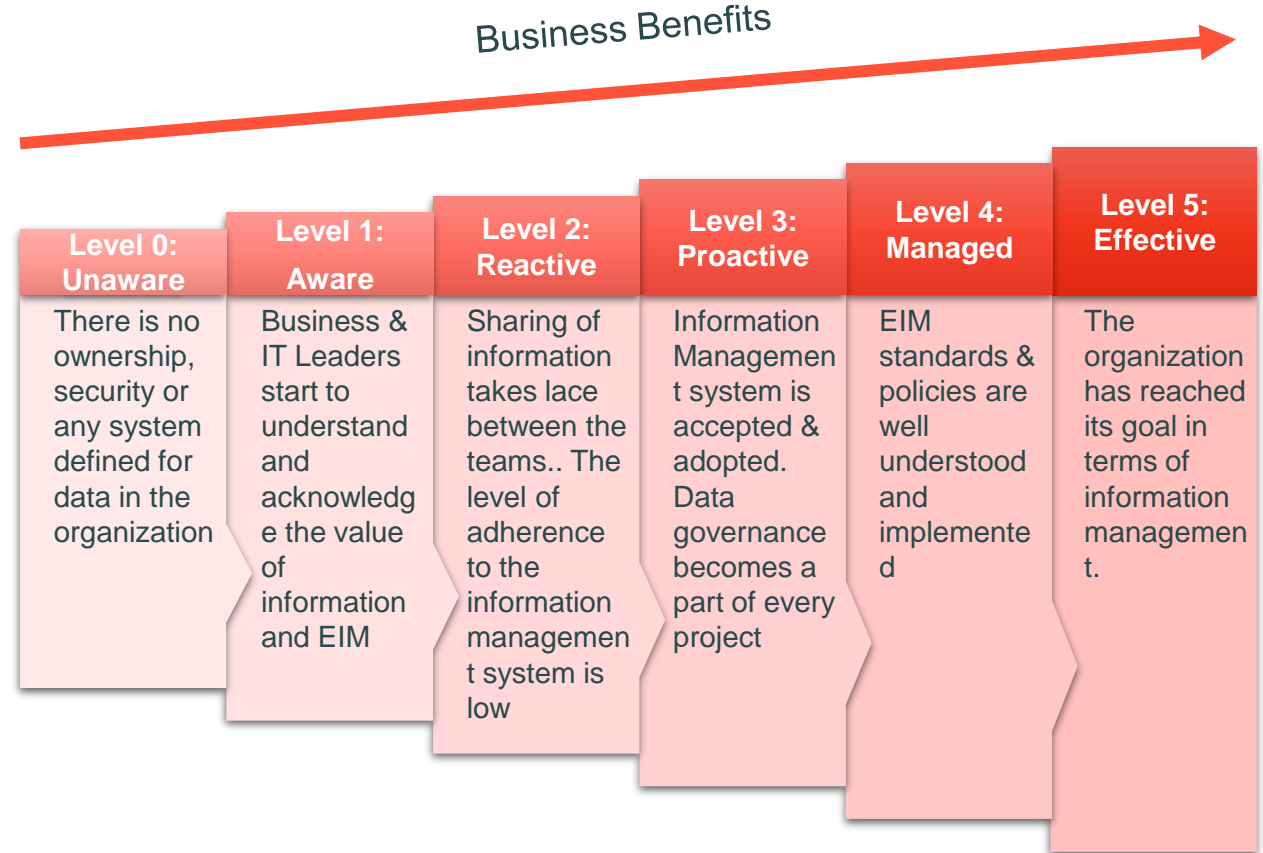 Business Benefits
Level 0:
Unaware
There is no
ownership,
security or
any system
defined for
data in the
organization
Level 1:
Aware
Business &
IT Leaders
start to
understand
and
acknowledg
e the value
of
information
and EIM
Level 2:
Reactive
Sharing of
information
takes lace
between the
teams.. The
level of
adherence
to the
information
managemen
t system is
low
Level 3:
Proactive
Information
Managemen
t system is
accepted &
adopted.
Data
governance
becomes a
part of every
project
Level 4:
Managed
EIM
standards &
policies are
well
understood
and
implemente
d
Level 5:
Effective
The
organization
has reached
its goal in
terms of
information
managemen
t.